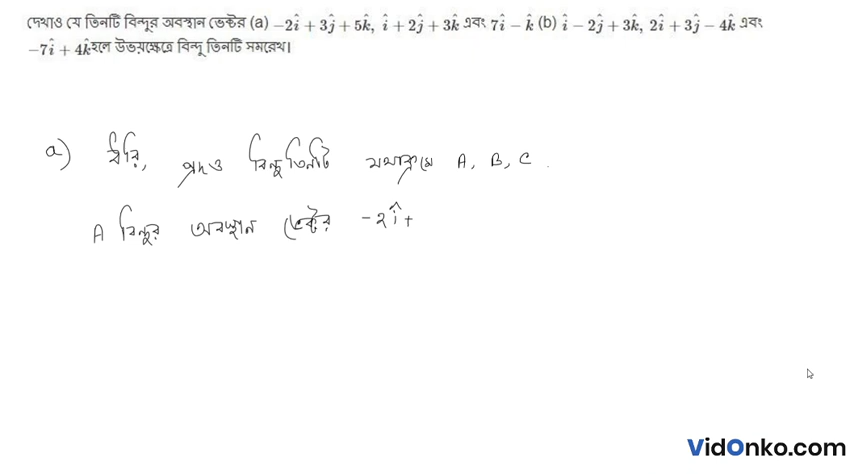 দেখাও যে তিনটি বিন্দুর অবস্থান ভেক্টর (a) −2î + 3ĵ + 5k̂, î + 2ĵ + 3k̂ এবং 7î − k̂ (b) î − 2ĵ + 3k̂, 2î + 3ĵ − 4k̂ এবং
−7ĵ + 4k̂ হলে উভয়ক্ষেত্রে বিন্দু তিনটি সমরেখ।
a) ধরি, প্রদত্ত বিন্দু তিনটি যথাক্রমে A, B, C .
A বিন্দুর অবস্থান ভেক্টর −2î +
VidOnko.com